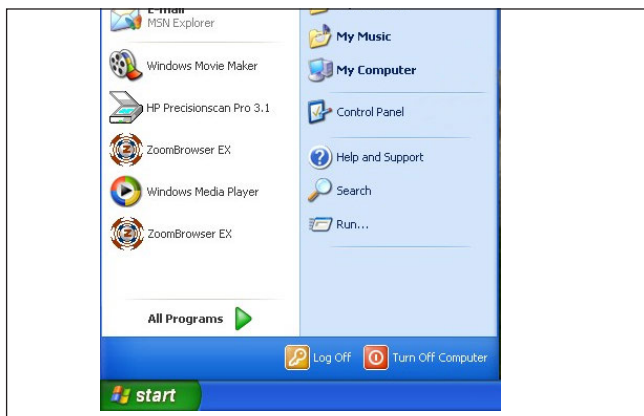 E-mail
MSN Explorer
Windows Movie Maker
HP Precisionscan Pro 3.1
ZoomBrowser EX
Windows Media Player
ZoomBrowser EX
All Programs
My Music
My Computer
Control Panel
Help and Support
Search
Run...
Log Off
Turn Off Computer
start